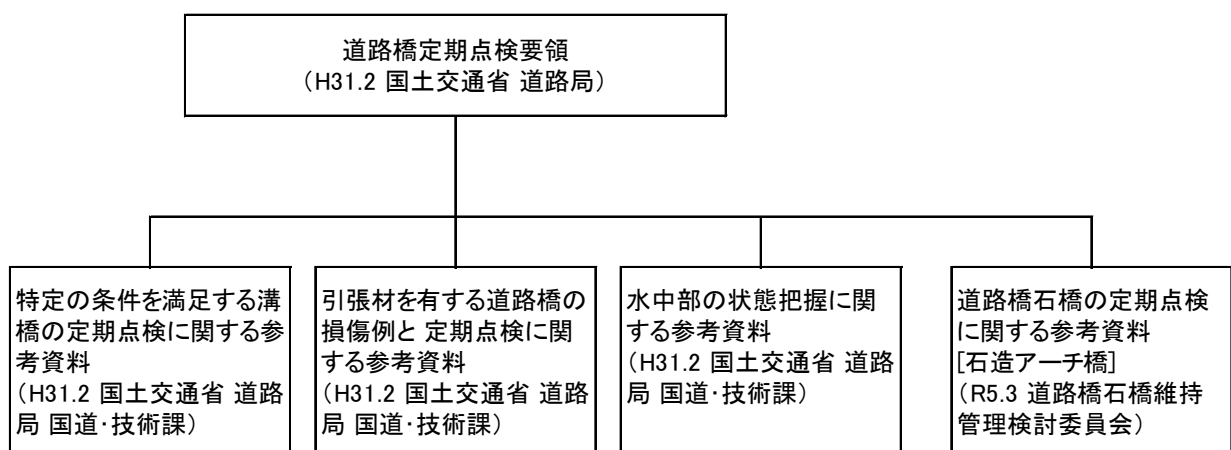 道路橋定期点検要領
（H31.2 国土交通省 道路局）
特定の条件を満足する溝
橋の定期点検に関する参
考資料
（H31.2 国土交通省 道路
局 国道・技術課）
引張材を有する道路橋の
損傷例と 定期点検に関
する参考資料
（H31.2 国土交通省 道路
局 国道・技術課）
水中部の状態把握に関
する参考資料
（H31.2 国土交通省 道路
局 国道・技術課）
道路橋石橋の定期点検
に関する参考資料
[石造アーチ橋]
（R5.3 道路橋石橋維持
管理検討委員会）